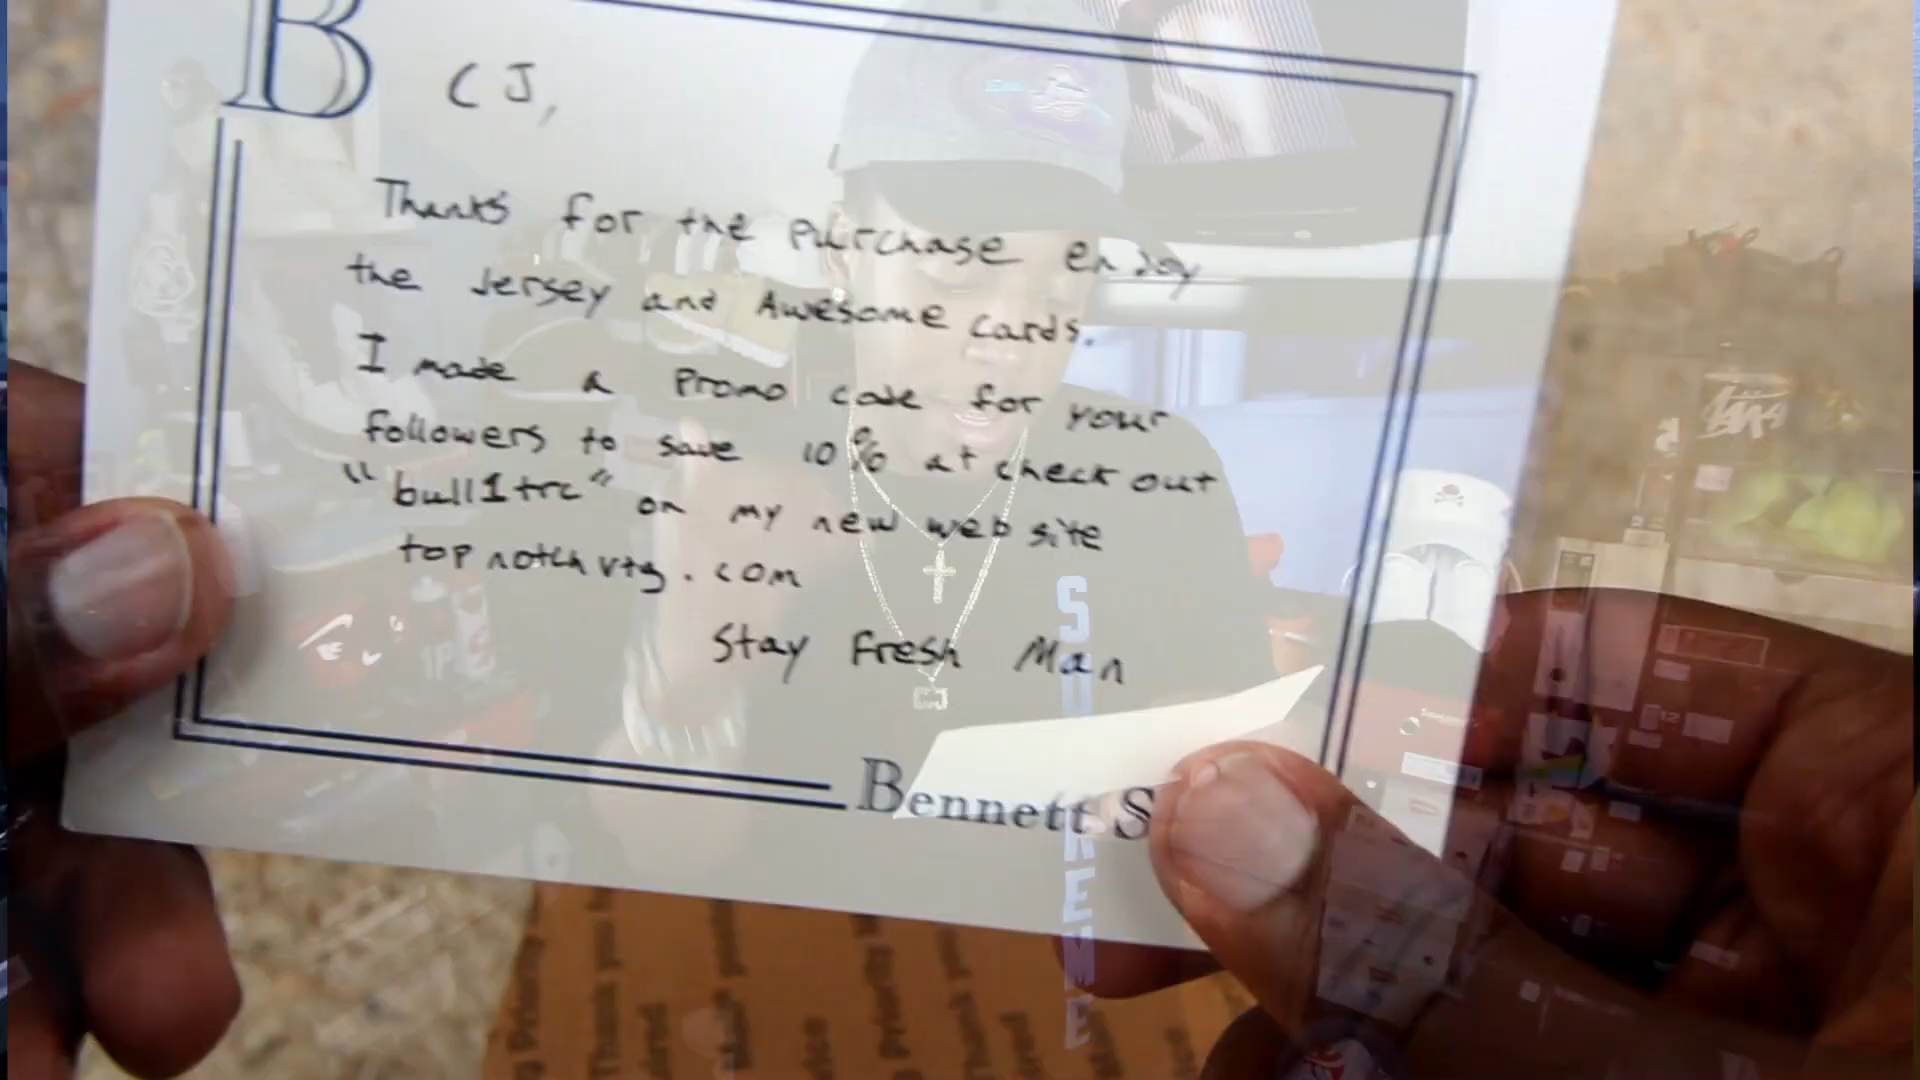 B
CJ,
Thanks for the purchase enjoy
the Jersey and Awesome cards.
I made a Promo code for your
followers to save 10% at check out
"bull1trc" on my new web site
topnotchvtg.com
Stay Fresh Man
Bennett S
SUPREME